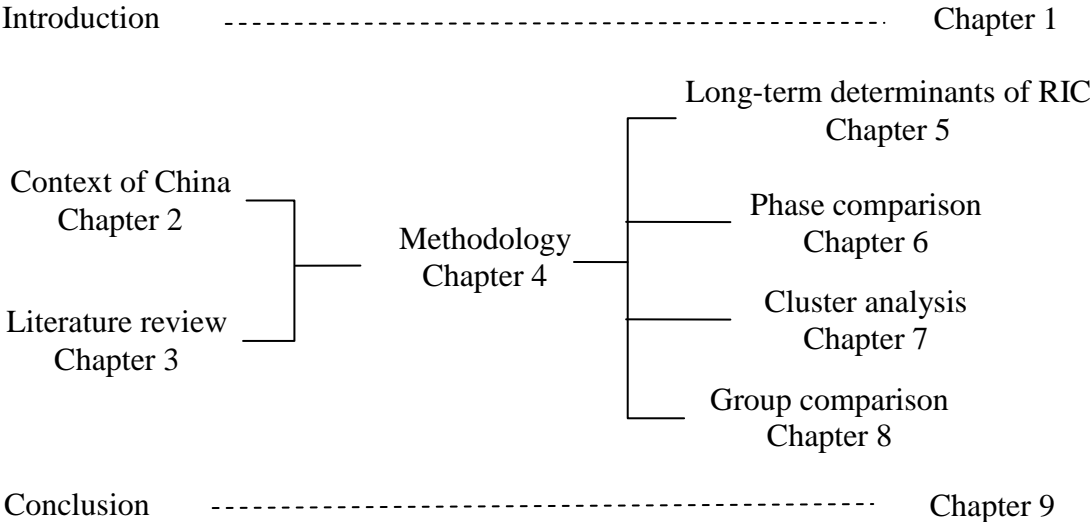 Introduction Chapter 1
Long-term determinants of RIC
Chapter 5
Context of China
Chapter 2
Phase comparison
Chapter 6
Methodology
Chapter 4
Literature review
Chapter 3
Cluster analysis
Chapter 7
Group comparison
Chapter 8
Conclusion Chapter 9